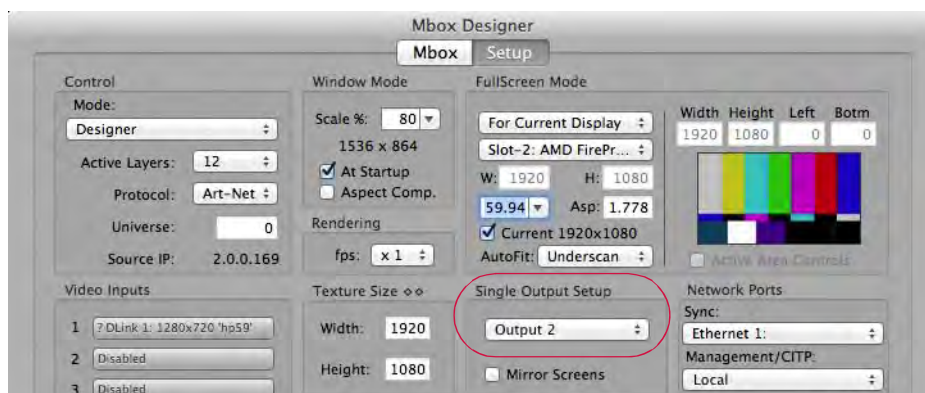 Mbox Designer
Mbox Setup
Control
Mode:
Designer
Active Layers: 12
Protocol: Art-Net
Universe: 0
Source IP: 2.0.0.169
Window Mode
Scale %: 80
1536 x 864
At Startup
Aspect Comp.
Rendering
fps: x 1
FullScreen Mode
For Current Display
Slot-2: AMD FirePr...
W: 1920 H: 1080
59.94 Asp: 1.778
Current 1920x1080
AutoFit: Underscan
Width Height Left Botm
1920 1080 0 0
Active Area Controls
Video Inputs
1 ? DLink 1: 1280x720 'hp59'
2 Disabled
3 Disabled
Texture Size ◇◇
Width: 1920
Height: 1080
Single Output Setup
Output 2
Mirror Screens
Network Ports
Sync:
Ethernet 1:
Management/CITP:
Local